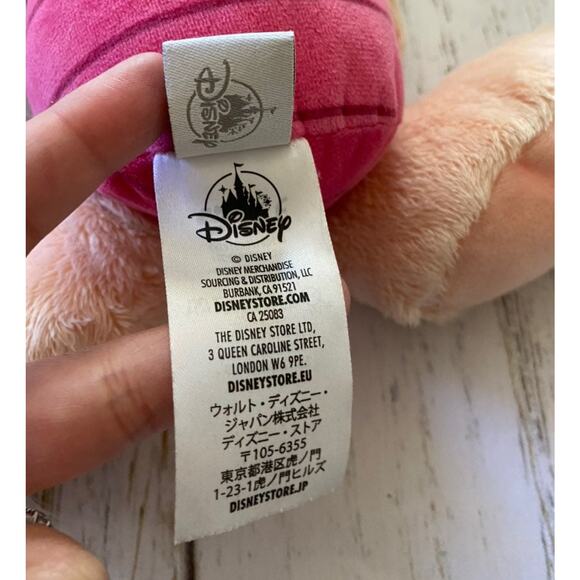 Disney
Disney
© DISNEY
DISNEY MERCHANDISE
SOURCING & DISTRIBUTION, LLC
BURBANK, CA 91521
DISNEYSTORE.COM
CA 25083
THE DISNEY STORE LTD,
3 QUEEN CAROLINE STREET,
LONDON W6 9PE.
DISNEYSTORE.EU
ウォルト・ディズニー・
ジャパン株式会社
ディズニー・ストア
〒105-6355
東京都港区虎ノ門
1-23-1虎ノ門ヒルズ
DISNEYSTORE.JP